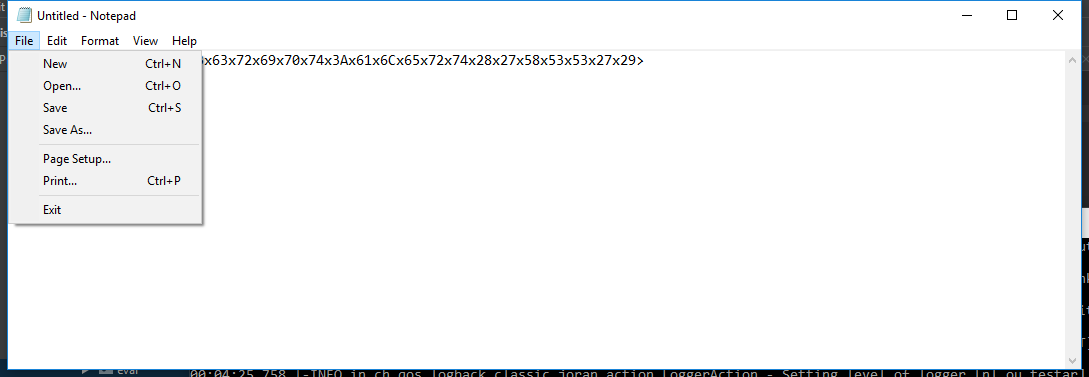 Untitled - Notepad
File Edit Format View Help
x63x72x69x70x74x3Ax61x6Cx65x72x74x28x27x58x53x53x27x29>
New Ctrl+N
Open... Ctrl+O
Save Ctrl+S
Save As...
Page Setup...
Print... Ctrl+P
Exit
eval
00:04:25,758 |-INFO in ch.qos.logback.classic.joran.action.LoggerAction - Setting level of logger [nl.ou.testar